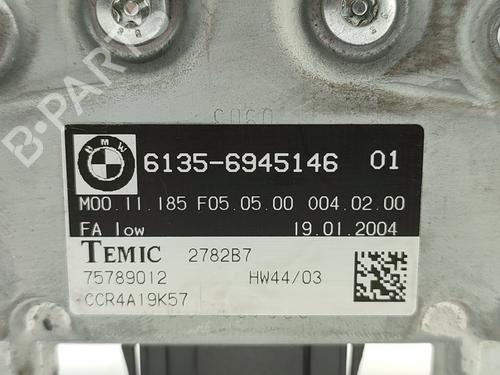 B-PARTS
BMW
6135-6945146 01
M00.11.185 F05.05.00 004.02.00
FA low 19.01.2004
TEMIC 2782B7
75789012 HW44/03
CCR4A19K57